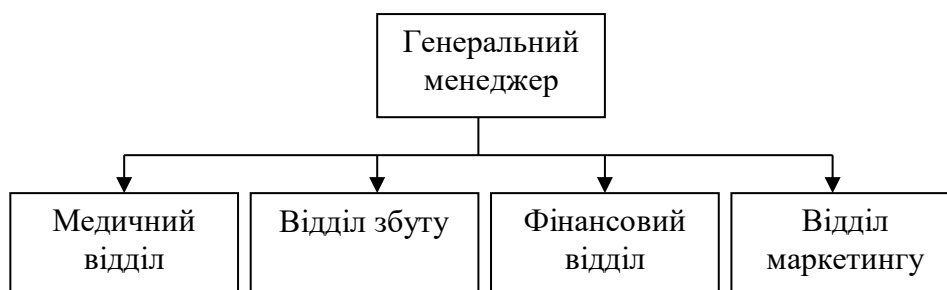 Генеральний
менеджер
Медичний
відділ
Відділ збуту
Фінансовий
відділ
Відділ
маркетингу